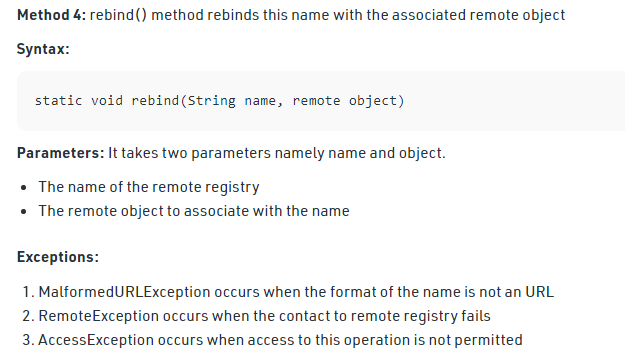 Method 4: rebind() method rebinds this name with the associated remote object
Syntax:
static void rebind(String name, remote object)
Parameters: It takes two parameters namely name and object.
• The name of the remote registry
• The remote object to associate with the name
Exceptions:
1. MalformedURLException occurs when the format of the name is not an URL
2. RemoteException occurs when the contact to remote registry fails
3. AccessException occurs when access to this operation is not permitted